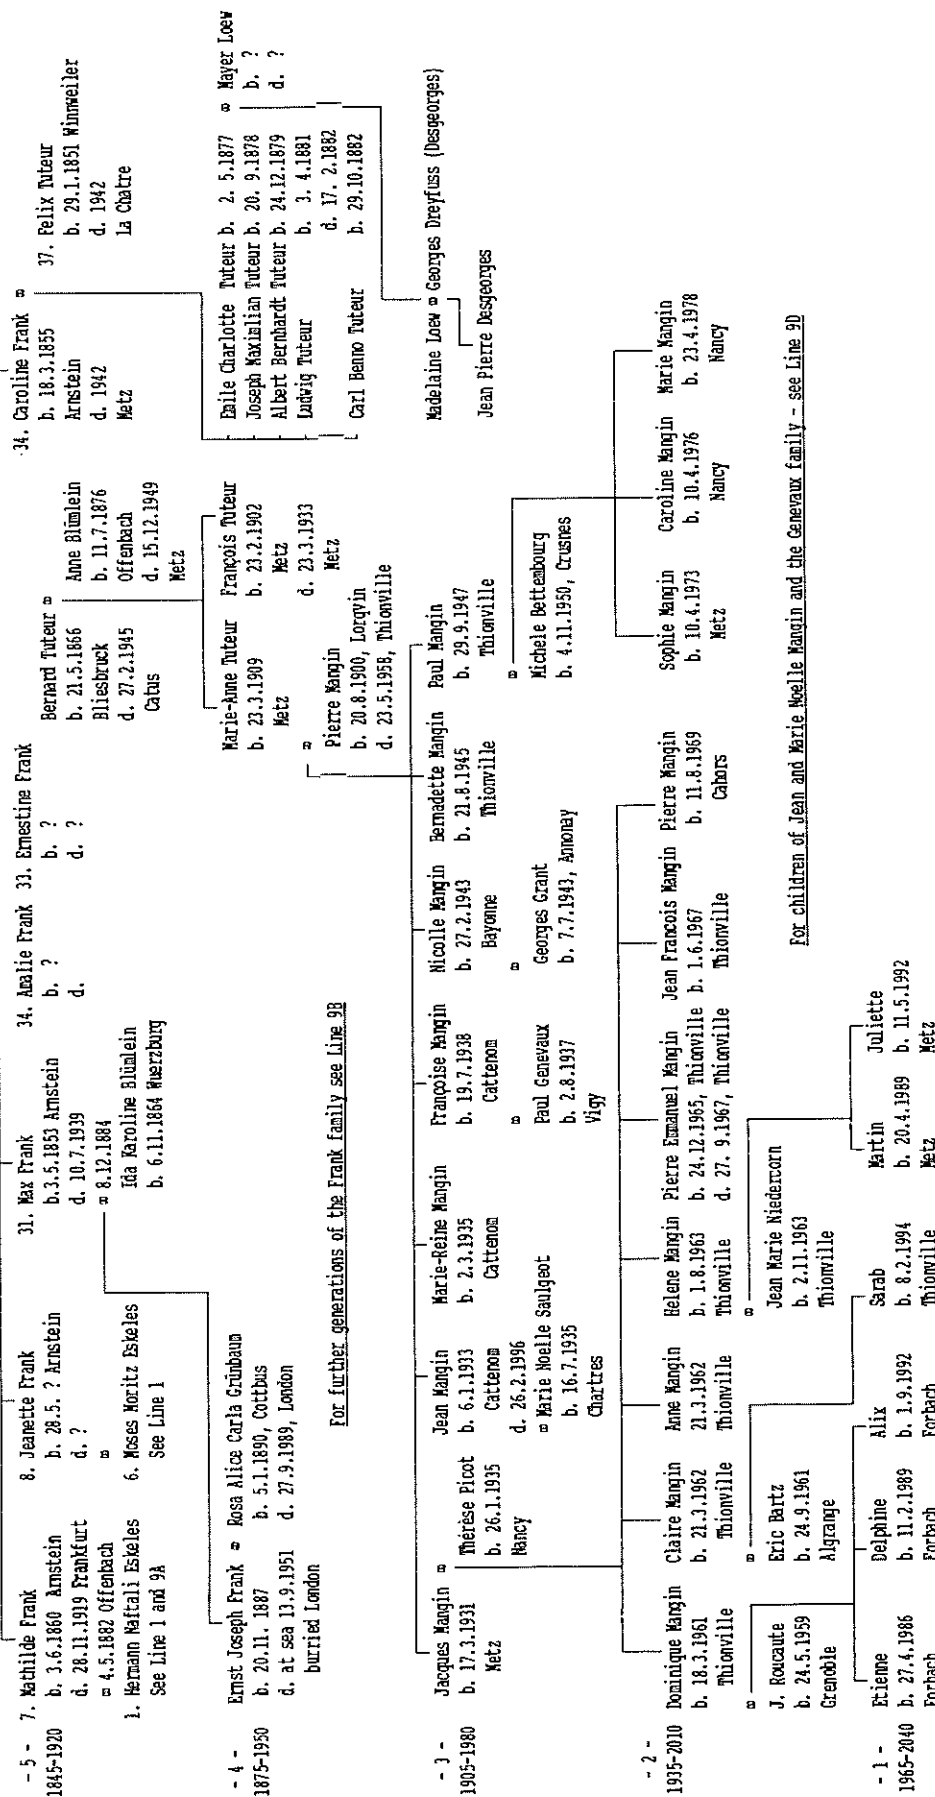 - 5 -
1845-1920
7. Mathilde Frank
b. 3.6.1860 Arnstein
d. 28.11.1919 Frankfurt
∞ 4.5.1882 Offenbach
1. Hermann Naftali Eskeles
See Line 1 and 9A
8. Jeanette Frank
b. 28.5. ? Arnstein
d. ?
∞
6. Moses Moritz Eskeles
See Line 1
31. Max Frank
b.3.5.1853 Arnstein
d. 10.7.1939
∞ 8.12.1884
Ida Karoline Blümlein
b. 6.11.1864 Wuerzburg
34. Amalie Frank
b. ?
d.
33. Ernestine Frank
b. ?
d. ?
34. Caroline Frank ∞
b. 18.3.1855
Arnstein
d. 1942
Metz
37. Felix Tuteur
b. 29.1.1851 Winnweiler
d. 1942
La Chatre
Bernard Tuteur ∞
b. 21.5.1866
Bliesbruck
d. 27.2.1945
Catus
Anne Blümlein
b. 11.7.1876
Offenbach
d. 15.12.1949
Metz
- 4 -
1875-1950
Ernst Joseph Frank ∞
b. 20.11. 1887
d. at sea 13.9.1951
burried London
Rosa Alice Carla Grünbaum
b. 5.1.1890, Cottbus
d. 27.9.1989, London
For further generations of the Frank family see Line 9B
Marie-Anne Tuteur
b. 23.3.1909
Metz
∞
Pierre Mangin
b. 20.8.1900, Lorqvin
d. 23.5.1958, Thionville
François Tuteur
b. 23.2.1902
Metz
d. 23.3.1933
Metz
Emile Charlotte Tuteur b. 2. 5.1877 ∞ Mayer Loew
b. ?
d. ?
Joseph Maximlian Tuteur b. 20. 9.1878
Albert Bernhardt Tuteur b. 24.12.1879
Ludwig Tuteur b. 3. 4.1881
d. 17. 2.1882
Carl Benno Tuteur b. 29.10.1882
- 3 -
1905-1980
Jacques Mangin ∞
b. 17.3.1931
Metz
Thérèse Picot
b. 26.1.1935
Nancy
Jean Mangin
b. 6.1.1933
Cattenom
d. 26.2.1996
∞ Marie Noelle Saulgeot
b. 16.7.1935
Chartres
Marie-Reine Mangin
b. 2.3.1935
Cattenom
Françoise Mangin
b. 19.7.1938
Cattenom
∞
Paul Genevaux
b. 2.8.1937
Vigy
Nicolle Mangin
b. 27.2.1943
Bayonne
∞
Georges Grant
b. 7.7.1943, Annonay
Bernadette Mangin
b. 21.8.1945
Thionville
Paul Mangin
b. 29.9.1947
Thionville
∞
Michele Bettembourg
b. 4.11.1950, Crusnes
Madelaine Loew ∞ Georges Dreyfuss (Desgeorges)
Jean Pierre Desgeorges
- 2 -
1935-2010
Dominique Mangin
b. 18.3.1961
Thionville
∞
J. Roucaute
b. 24.5.1959
Grenoble
Claire Mangin
b. 21.3.1962
Thionville
∞
Eric Bartz
b. 24.9.1961
Algrange
Anne Mangin
21.3.1962
Thionville
Helene Mangin
b. 1.8.1963
Thionville
∞
Jean Marie Niedercorn
b. 2.11.1963
Thionville
Pierre Emmanuel Mangin
b. 24.12.1965, Thionville
d. 27. 9.1967, Thionville
Jean Francois Mangin
b. 1.6.1967
Thionville
Pierre Mangin
b. 11.8.1969
Cahors
Sophie Mangin
b. 10.4.1973
Metz
Caroline Mangin
b. 10.4.1976
Nancy
Marie Mangin
b. 23.4.1978
Nancy
For children of Jean and Marie Noelle Mangin and the Genevaux family - see Line 9D
- 1 -
1965-2040
Etienne
b. 27.4.1986
Forbach
Delphine
b. 11.2.1989
Forbach
Alix
b. 1.9.1992
Forbach
Sarah
b. 8.2.1994
Thionville
Martin
b. 20.4.1989
Metz
Juliette
b. 11.5.1992
Metz